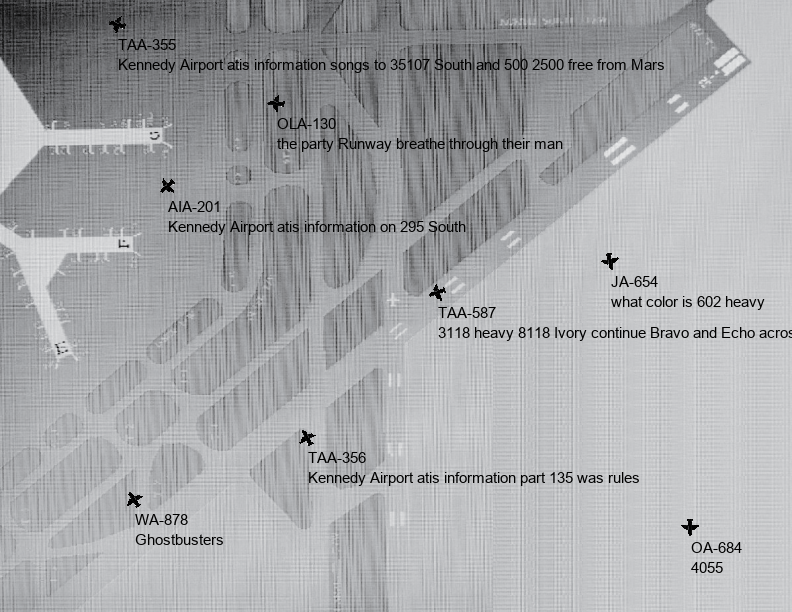 TAA-355
Kennedy Airport atis information songs to 35107 South and 500 2500 free from Mars
OLA-130
the party Runway breathe through their man
AIA-201
Kennedy Airport atis information on 295 South
JA-654
what color is 602 heavy
TAA-587
3118 heavy 8118 Ivory continue Bravo and Echo acros
TAA-356
Kennedy Airport atis information part 135 was rules
WA-878
Ghostbusters
OA-684
4055